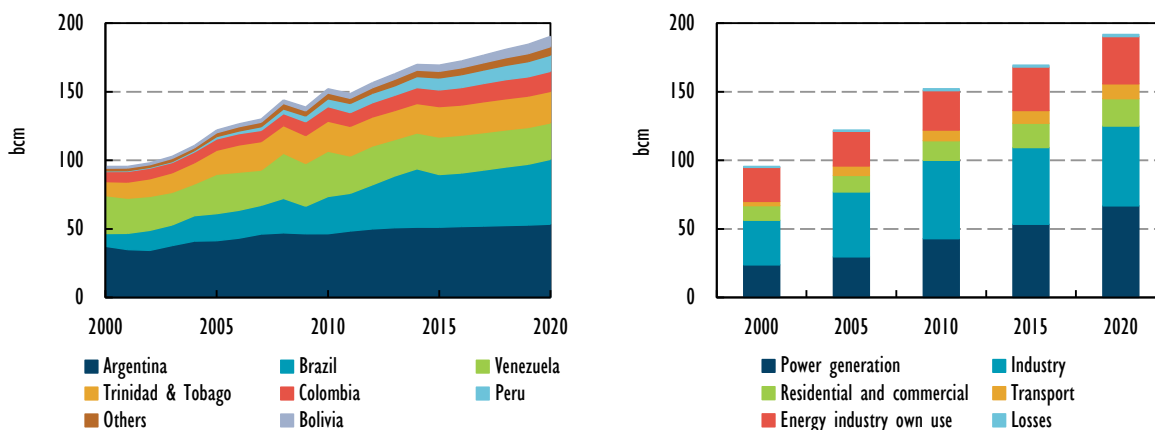 200
150
100
50
0
bcm
2000 2005 2010 2015 2020
Argentina Brazil Venezuela
Trinidad & Tobago Colombia Peru
Others Bolivia
200
150
100
50
0
bcm
2000 2005 2010 2015 2020
Power generation Industry
Residential and commercial Transport
Energy industry own use Losses